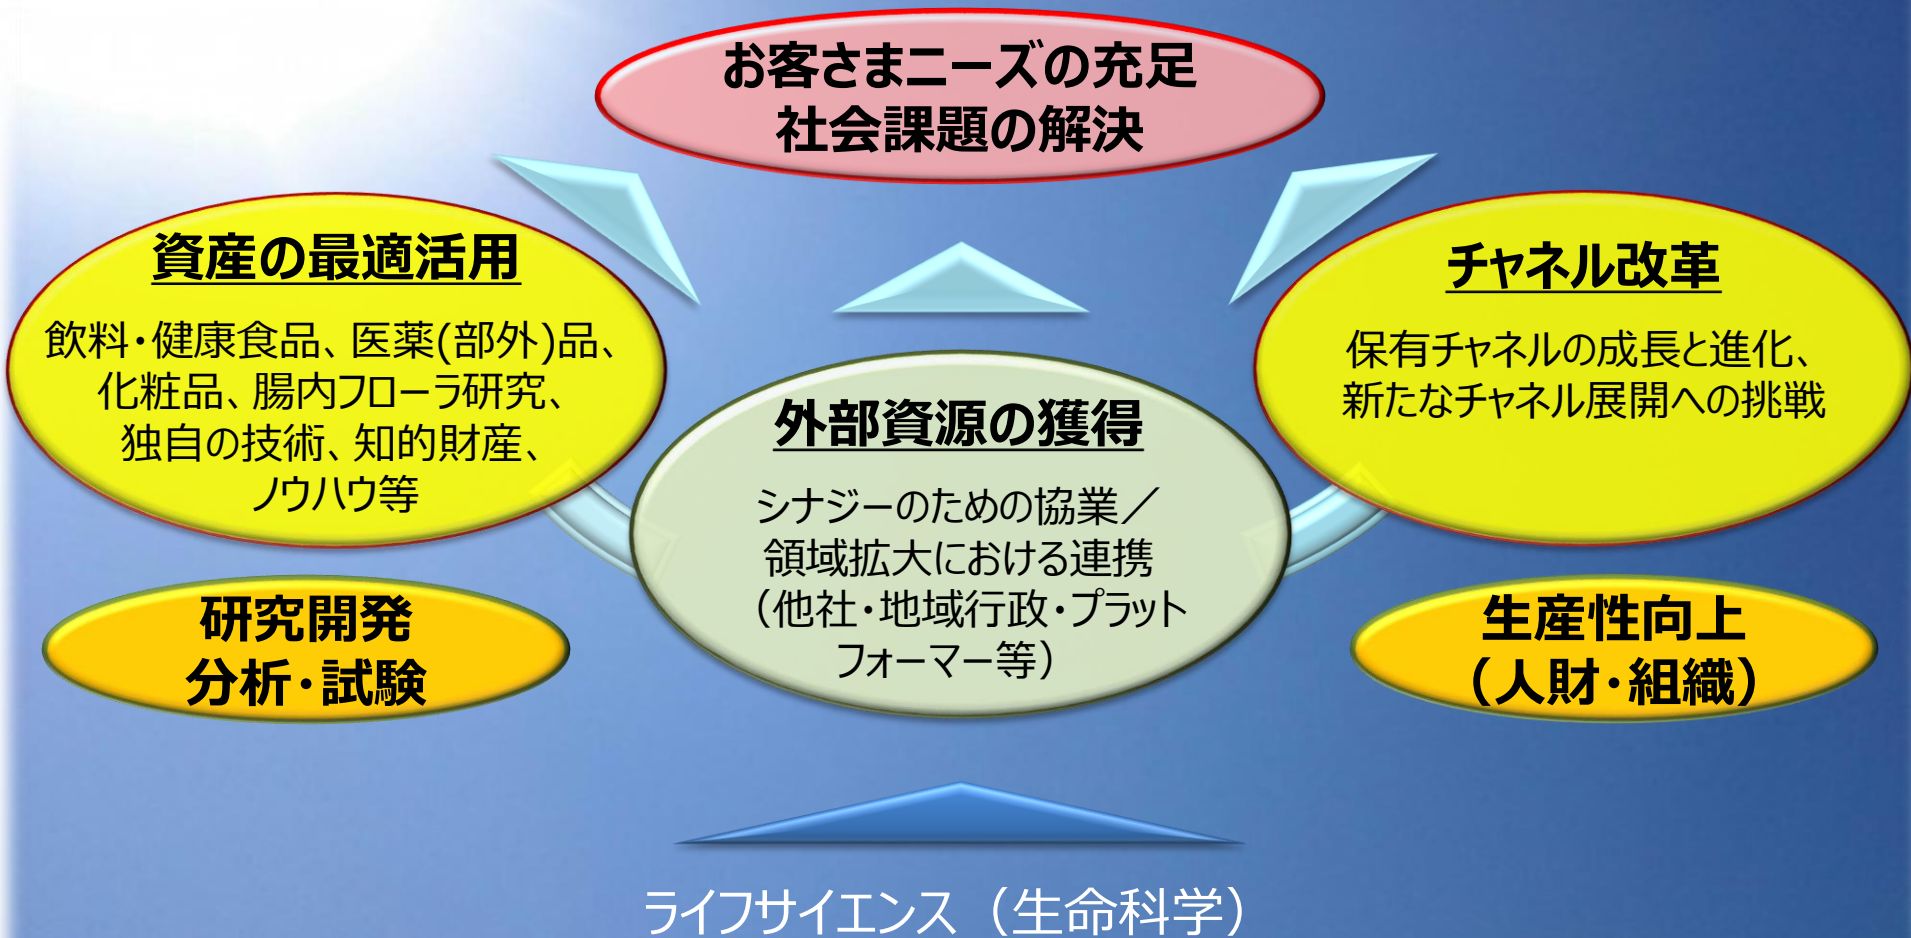 お客さまニーズの充足
社会課題の解決
資産の最適活用
飲料・健康食品、医薬(部外)品、
化粧品、腸内フローラ研究、
独自の技術、知的財産、
ノウハウ等
チャネル改革
保有チャネルの成長と進化、
新たなチャネル展開への挑戦
外部資源の獲得
シナジーのための協業／
領域拡大における連携
（他社・地域行政・プラット
フォーマー等）
研究開発
分析・試験
生産性向上
（人財・組織）
ライフサイエンス（生命科学）